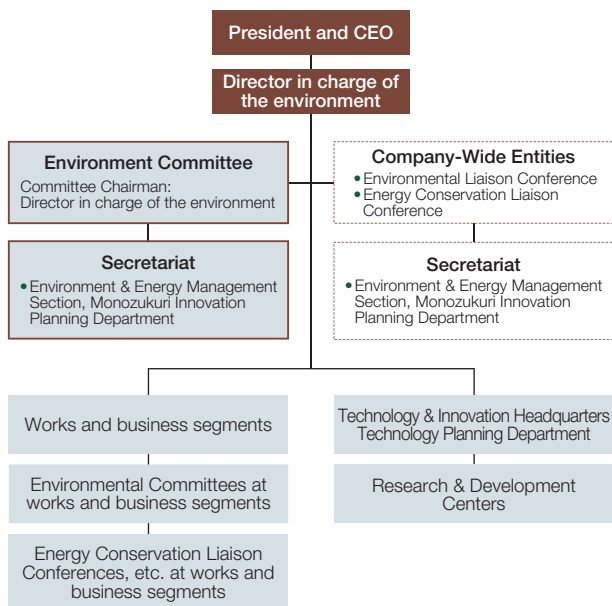 President and CEO
Director in charge of
the environment
Environment Committee
Committee Chairman:
Director in charge of the environment
Company-Wide Entities
• Environmental Liaison Conference
• Energy Conservation Liaison
Conference
Secretariat
• Environment & Energy Management
Section, Monozukuri Innovation
Planning Department
Secretariat
• Environment & Energy Management
Section, Monozukuri Innovation
Planning Department
Works and business segments
Environmental Committees at
works and business segments
Energy Conservation Liaison
Conferences, etc. at works and
business segments
Technology & Innovation Headquarters
Technology Planning Department
Research & Development
Centers